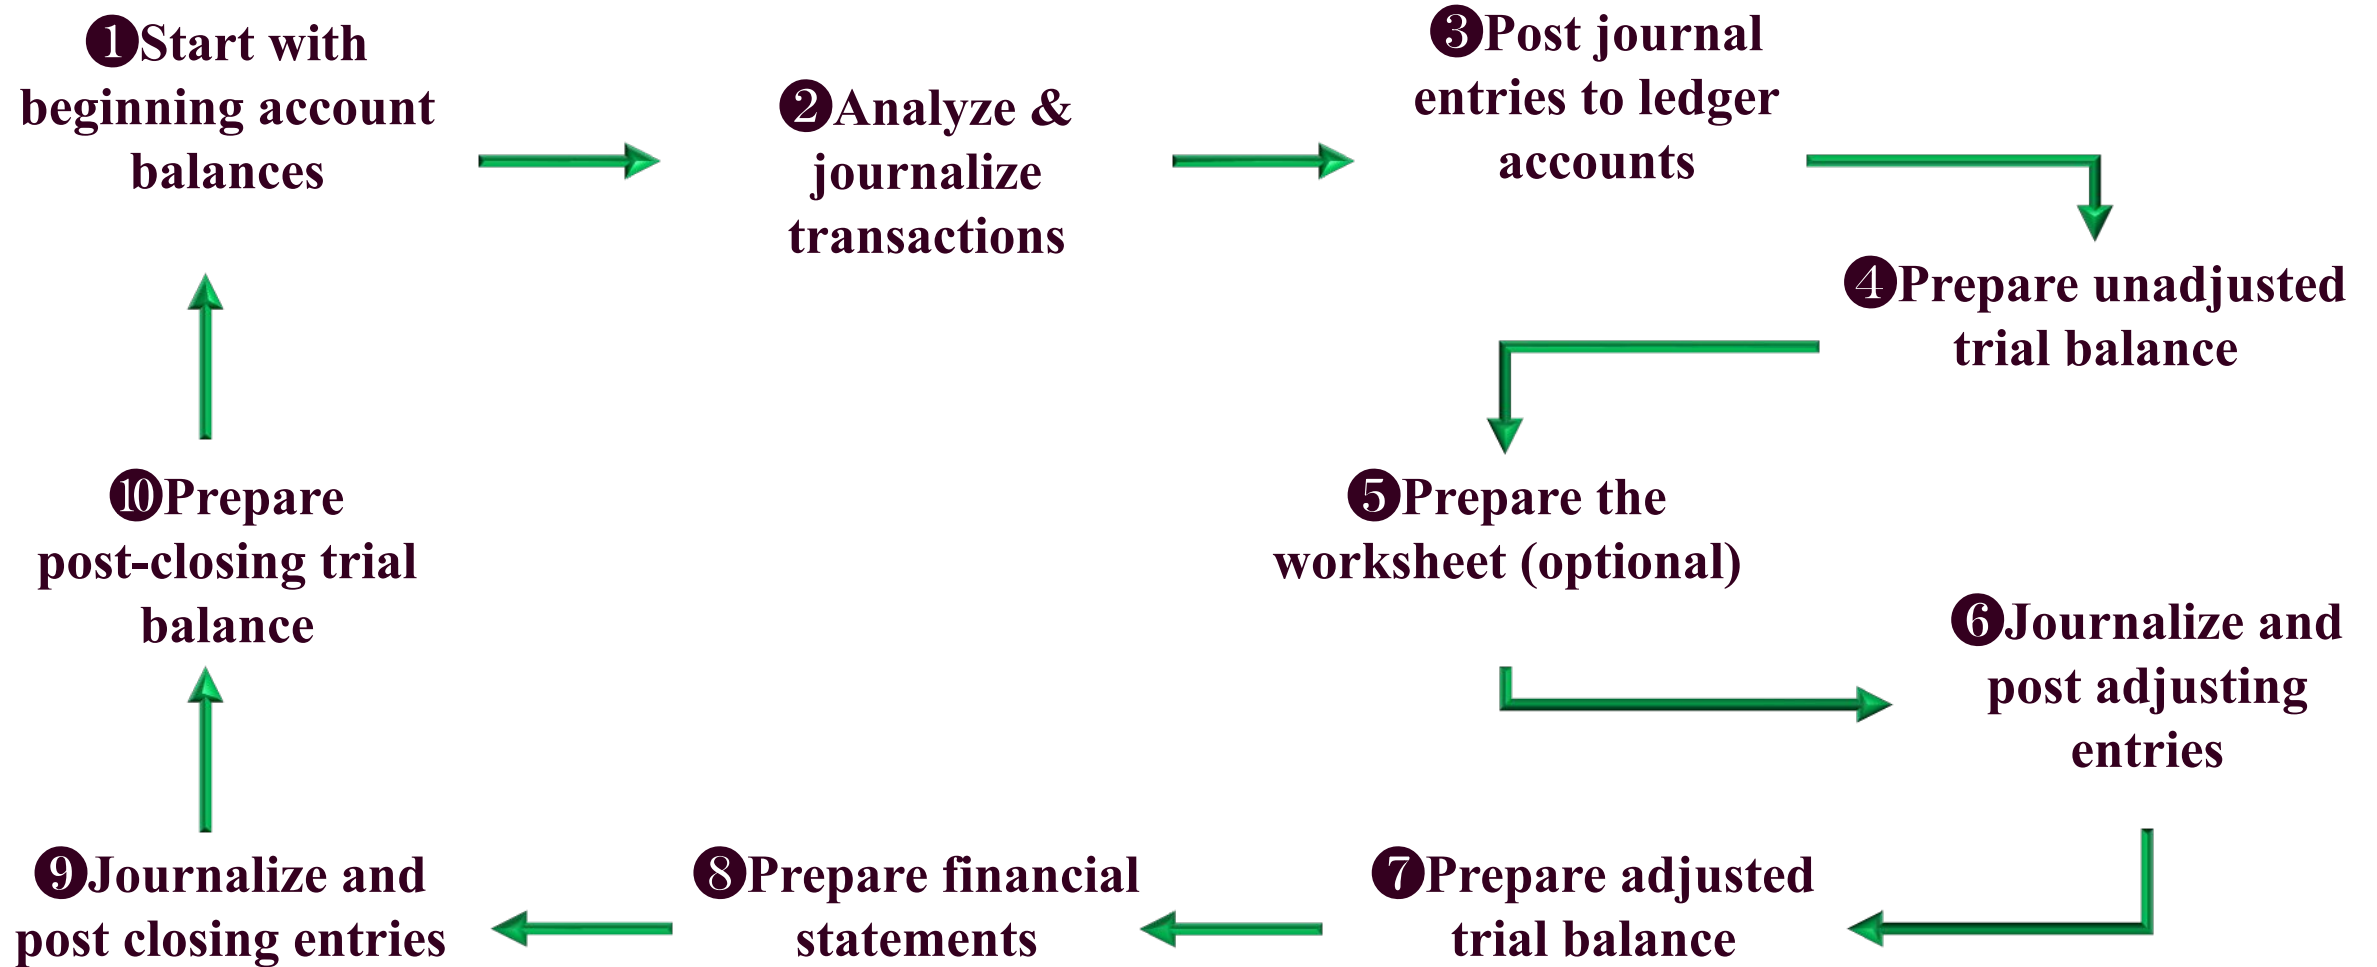 ❶Start with
beginning account
balances
❷Analyze &
journalize
transactions
❸Post journal
entries to ledger
accounts
❹Prepare unadjusted
trial balance
❺Prepare the
worksheet (optional)
❻Journalize and
post adjusting
entries
❼Prepare adjusted
trial balance
❽Prepare financial
statements
❾Journalize and
post closing entries
❿Prepare
post-closing trial
balance